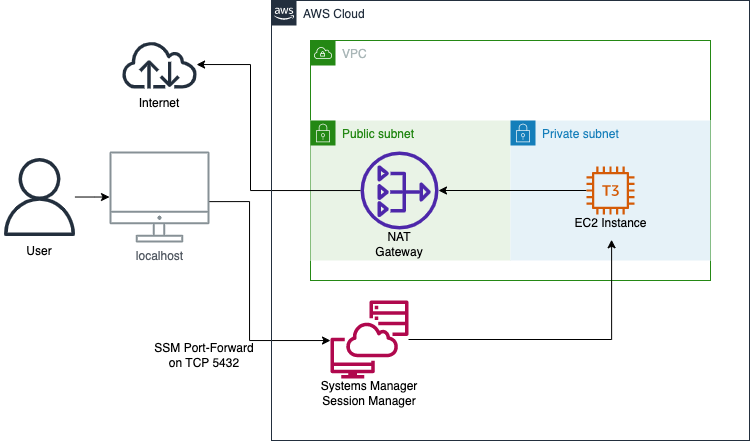 aws
AWS Cloud
VPC
Internet
Public subnet
Private subnet
T3
EC2 Instance
NAT
Gateway
User
localhost
SSM Port-Forward
on TCP 5432
Systems Manager
Session Manager